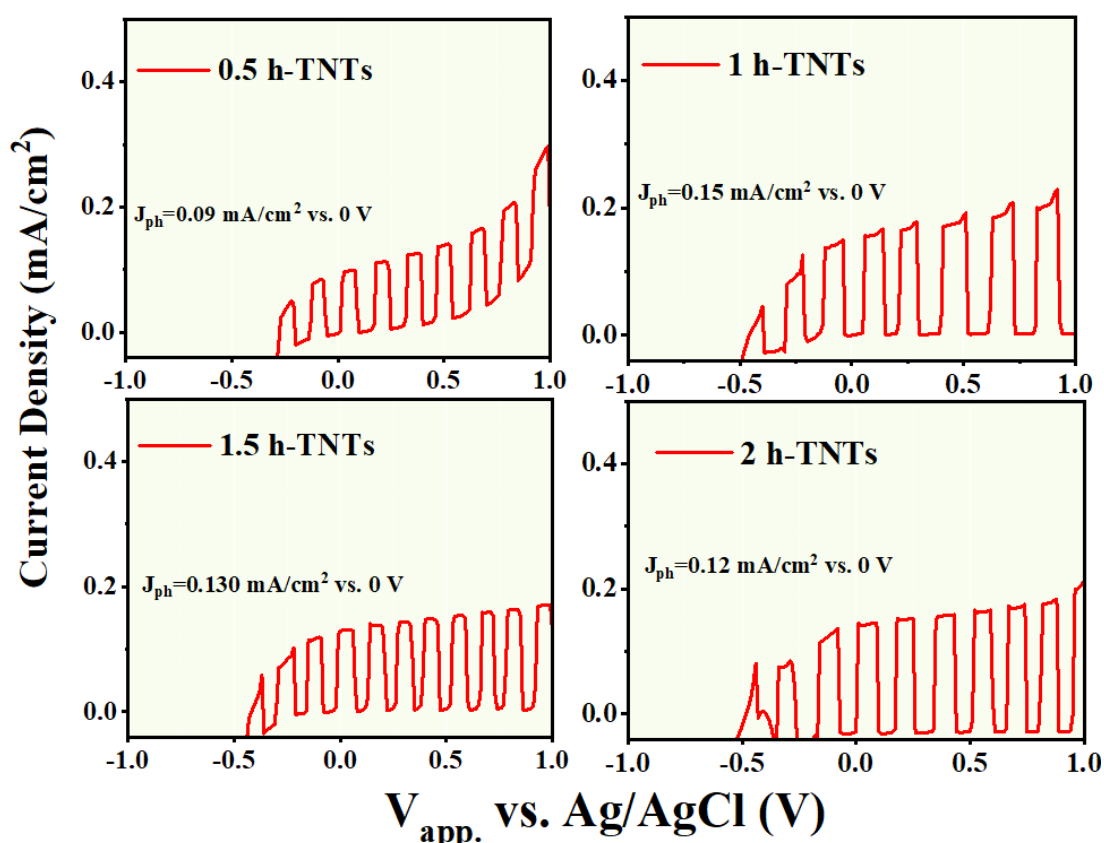 Current Density (mA/cm²)
0.5 h-TNTs
J_ph=0.09 mA/cm² vs. 0 V
0.4
0.2
0.0
-1.0 -0.5 0.0 0.5 1.0
1 h-TNTs
J_ph=0.15 mA/cm² vs. 0 V
0.4
0.2
0.0
-1.0 -0.5 0.0 0.5 1.0
1.5 h-TNTs
J_ph=0.130 mA/cm² vs. 0 V
0.4
0.2
0.0
-1.0 -0.5 0.0 0.5 1.0
2 h-TNTs
J_ph=0.12 mA/cm² vs. 0 V
0.4
0.2
0.0
-1.0 -0.5 0.0 0.5 1.0
V_app. vs. Ag/AgCl (V)